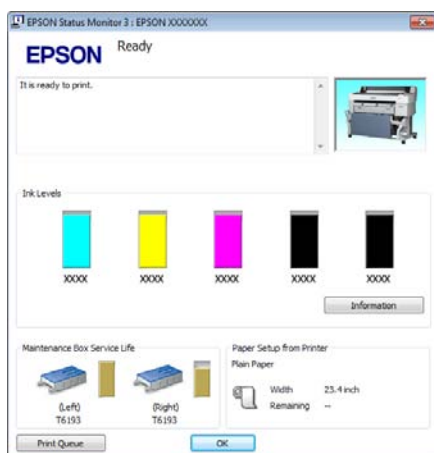 EPSON Status Monitor 3 : EPSON XXXXXXX
EPSON
Ready
It is ready to print.
Ink Levels
XXXX XXXX XXXX XXXX XXXX
Information
Maintenance Box Service Life
(Left) (Right)
T6193 T6193
Paper Setup from Printer
Plain Paper
Width 23.4 inch
Remaining --
Print Queue
OK